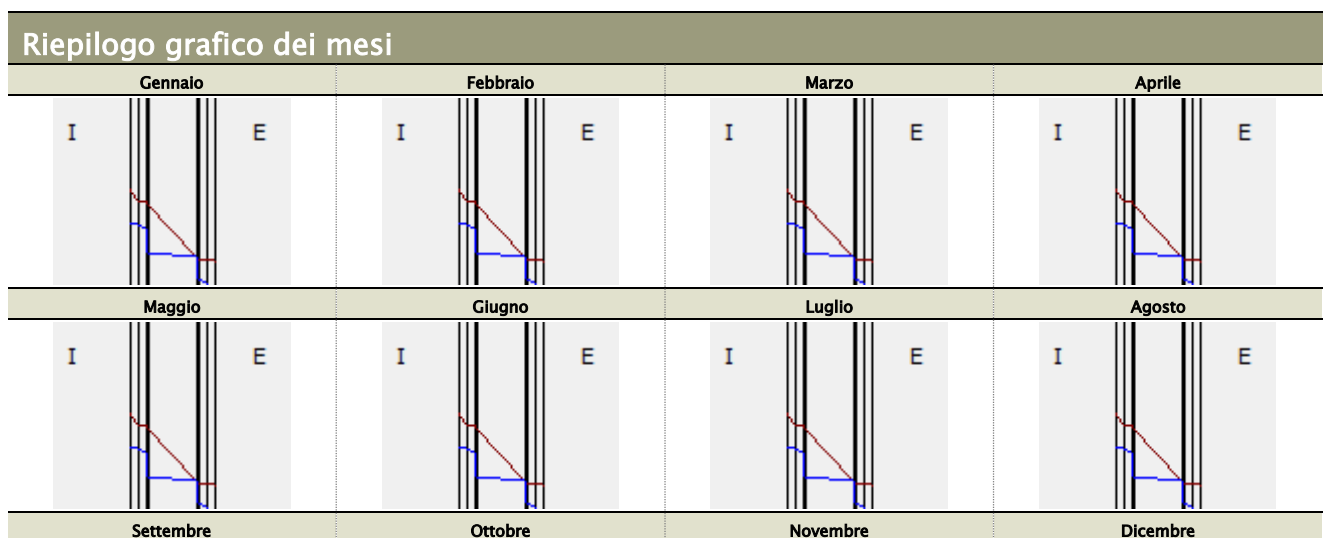 Riepilogo grafico dei mesi
Gennaio Febbraio Marzo Aprile
I E I E I E I E
Maggio Giugno Luglio Agosto
I E I E I E I E
Settembre Ottobre Novembre Dicembre